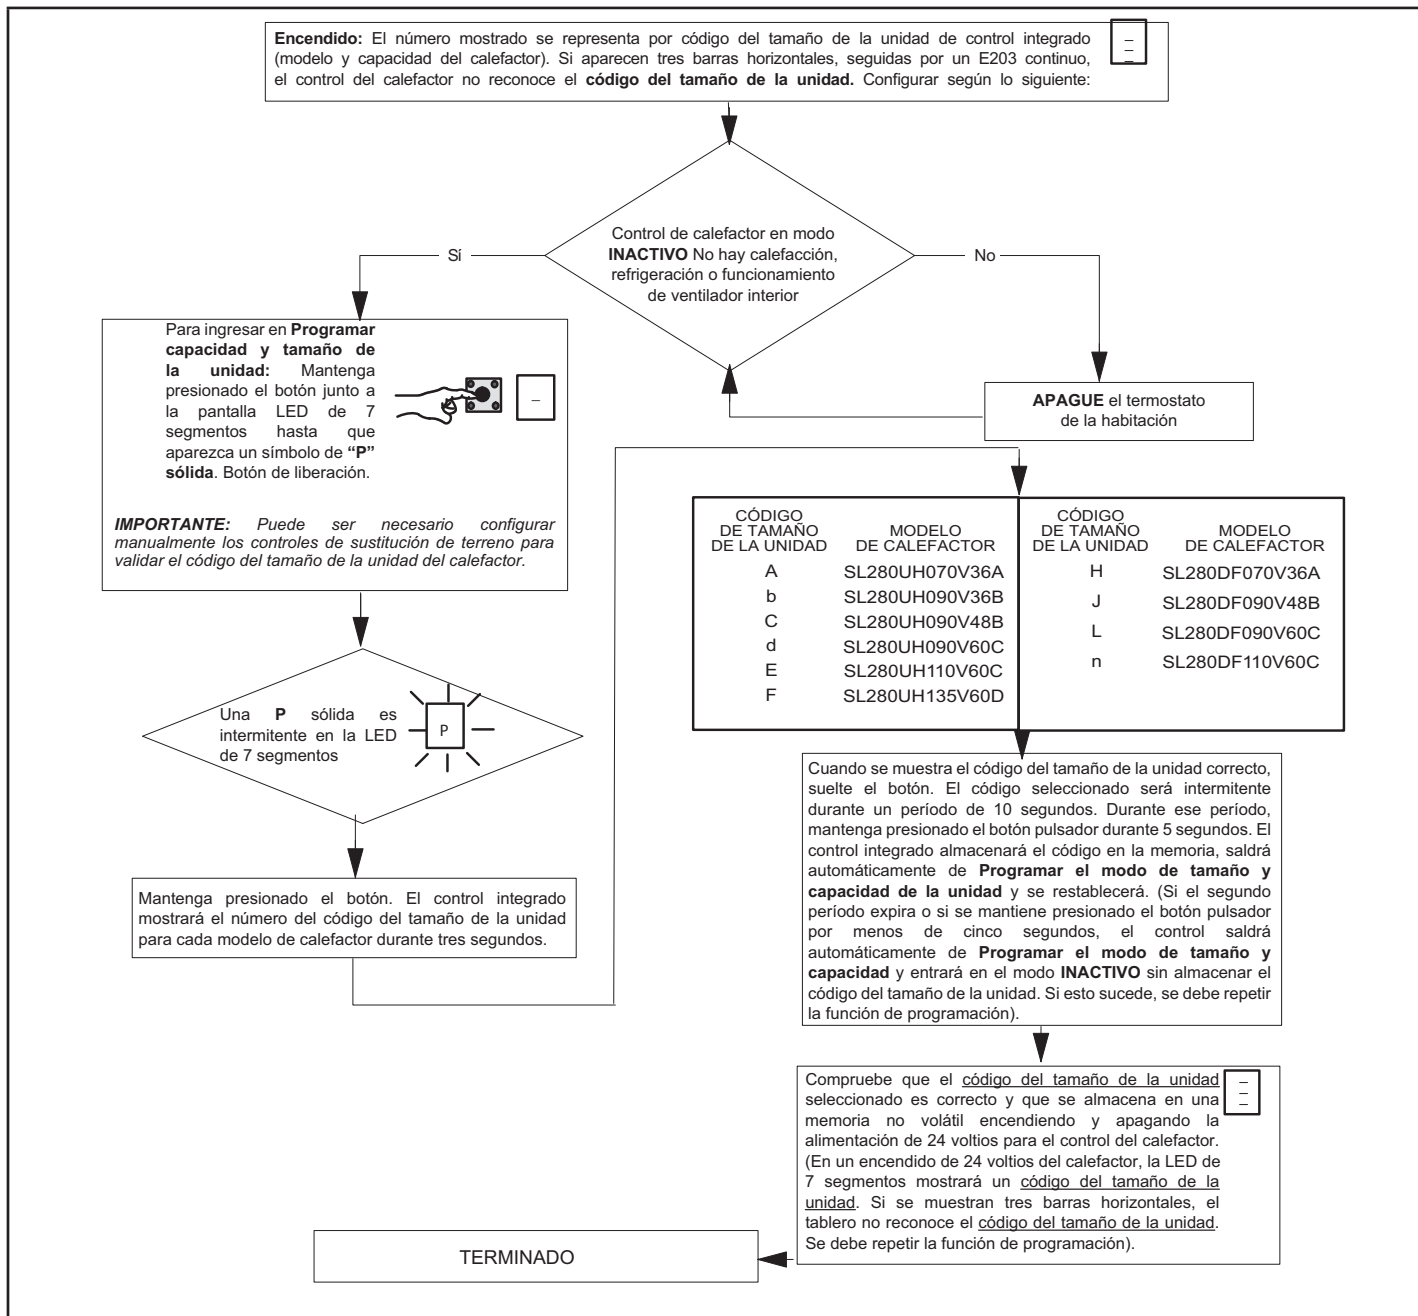 Encendido: El número mostrado se representa por código del tamaño de la unidad de control integrado
(modelo y capacidad del calefactor). Si aparecen tres barras horizontales, seguidas por un E203 continuo,
el control del calefactor no reconoce el código del tamaño de la unidad. Configurar según lo siguiente:
Control de calefactor en modo
INACTIVO No hay calefacción,
refrigeración o funcionamiento
de ventilador interior
Sí
No
Para ingresar en Programar
capacidad y tamaño de
la unidad: Mantenga
presionado el botón junto a
la pantalla LED de 7
segmentos hasta que
aparezca un símbolo de “P”
sólida. Botón de liberación.
IMPORTANTE: Puede ser necesario configurar
manualmente los controles de sustitución de terreno para
validar el código del tamaño de la unidad del calefactor.
APAGUE el termostato
de la habitación
Una P sólida es
intermitente en la LED
de 7 segmentos
P
Mantenga presionado el botón. El control integrado
mostrará el número del código del tamaño de la unidad
para cada modelo de calefactor durante tres segundos.
CÓDIGO
DE TAMAÑO
DE LA UNIDAD
MODELO
DE CALEFACTOR
A SL280UH070V36A
b SL280UH090V36B
C SL280UH090V48B
d SL280UH090V60C
E SL280UH110V60C
F SL280UH135V60D
CÓDIGO
DE TAMAÑO
DE LA UNIDAD
MODELO
DE CALEFACTOR
H SL280DF070V36A
J SL280DF090V48B
L SL280DF090V60C
n SL280DF110V60C
Cuando se muestra el código del tamaño de la unidad correcto,
suelte el botón. El código seleccionado será intermitente
durante un período de 10 segundos. Durante ese período,
mantenga presionado el botón pulsador durante 5 segundos. El
control integrado almacenará el código en la memoria, saldrá
automáticamente de Programar el modo de tamaño y
capacidad de la unidad y se restablecerá. (Si el segundo
período expira o si se mantiene presionado el botón pulsador
por menos de cinco segundos, el control saldrá
automáticamente de Programar el modo de tamaño y
capacidad y entrará en el modo INACTIVO sin almacenar el
código del tamaño de la unidad. Si esto sucede, se debe repetir
la función de programación).
Compruebe que el código del tamaño de la unidad
seleccionado es correcto y que se almacena en una
memoria no volátil encendiendo y apagando la
alimentación de 24 voltios para el control del calefactor.
(En un encendido de 24 voltios del calefactor, la LED de
7 segmentos mostrará un código del tamaño de la
unidad. Si se muestran tres barras horizontales, el
tablero no reconoce el código del tamaño de la unidad.
Se debe repetir la función de programación).
TERMINADO